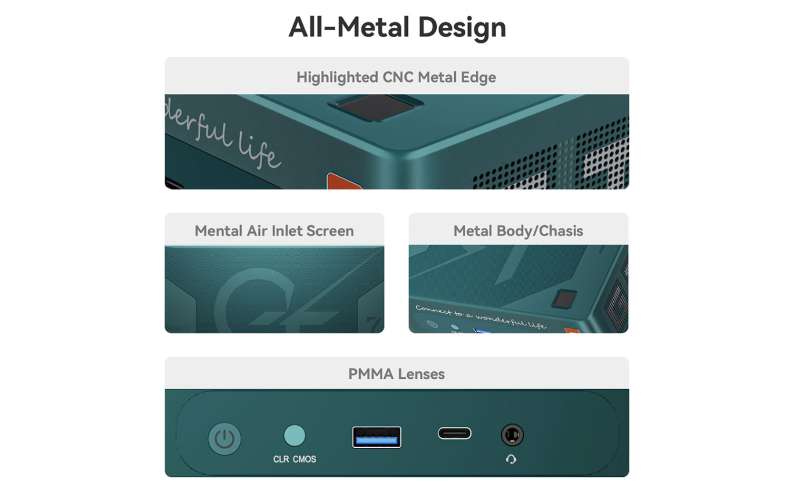 All-Metal Design
Highlighted CNC Metal Edge
derful life
Mental Air Inlet Screen
Metal Body/Chasis
Connect to a wonderful life
PMMA Lenses
CLR CMOS